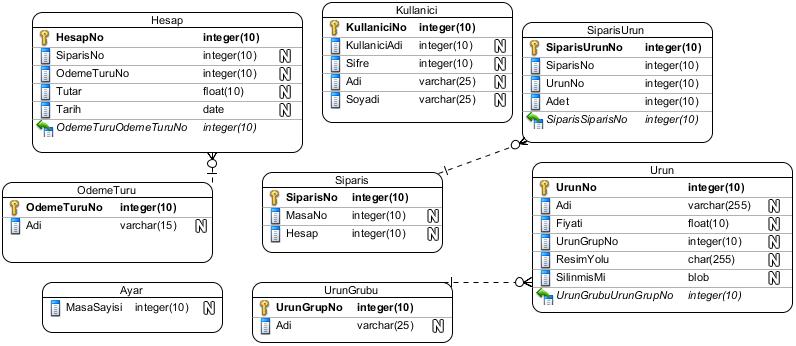 Hesap
HesapNo integer(10)
SiparisNo integer(10) N
OdemeTuruNo integer(10) N
Tutar float(10) N
Tarih date N
OdemeTuruOdemeTuruNo integer(10)
Kullanici
KullaniciNo integer(10)
KullaniciAdi integer(10) N
Sifre integer(10) N
Adi varchar(25) N
Soyadi varchar(25) N
SiparisUrun
SiparisUrunNo integer(10)
SiparisNo integer(10)
UrunNo integer(10)
Adet integer(10)
SiparisSiparisNo integer(10)
OdemeTuru
OdemeTuruNo integer(10)
Adi varchar(15) N
Siparis
SiparisNo integer(10)
MasaNo integer(10) N
Hesap integer(10) N
Urun
UrunNo integer(10)
Adi varchar(255) N
Fiyati float(10) N
UrunGrupNo integer(10) N
ResimYolu char(255) N
SilinmisMi blob N
UrunGrubuUrunGrupNo integer(10)
Ayar
MasaSayisi integer(10) N
UrunGrubu
UrunGrupNo integer(10)
Adi varchar(25) N